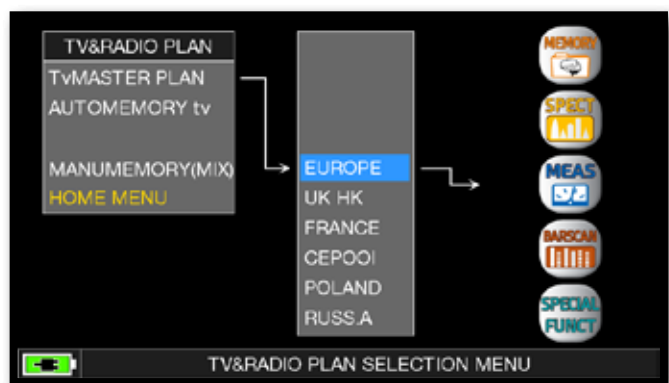 TV&RADIO PLAN
TvMASTER PLAN
AUTOMEMORY tv
MANUMEMORY(MIX)
HOME MENU
EUROPE
UK HK
FRANCE
CEPOOI
POLAND
RUSS.A
MEMORY
SPECT
MEAS
BARSCAN
SPECIAL
FUNCT
TV&RADIO PLAN SELECTION MENU